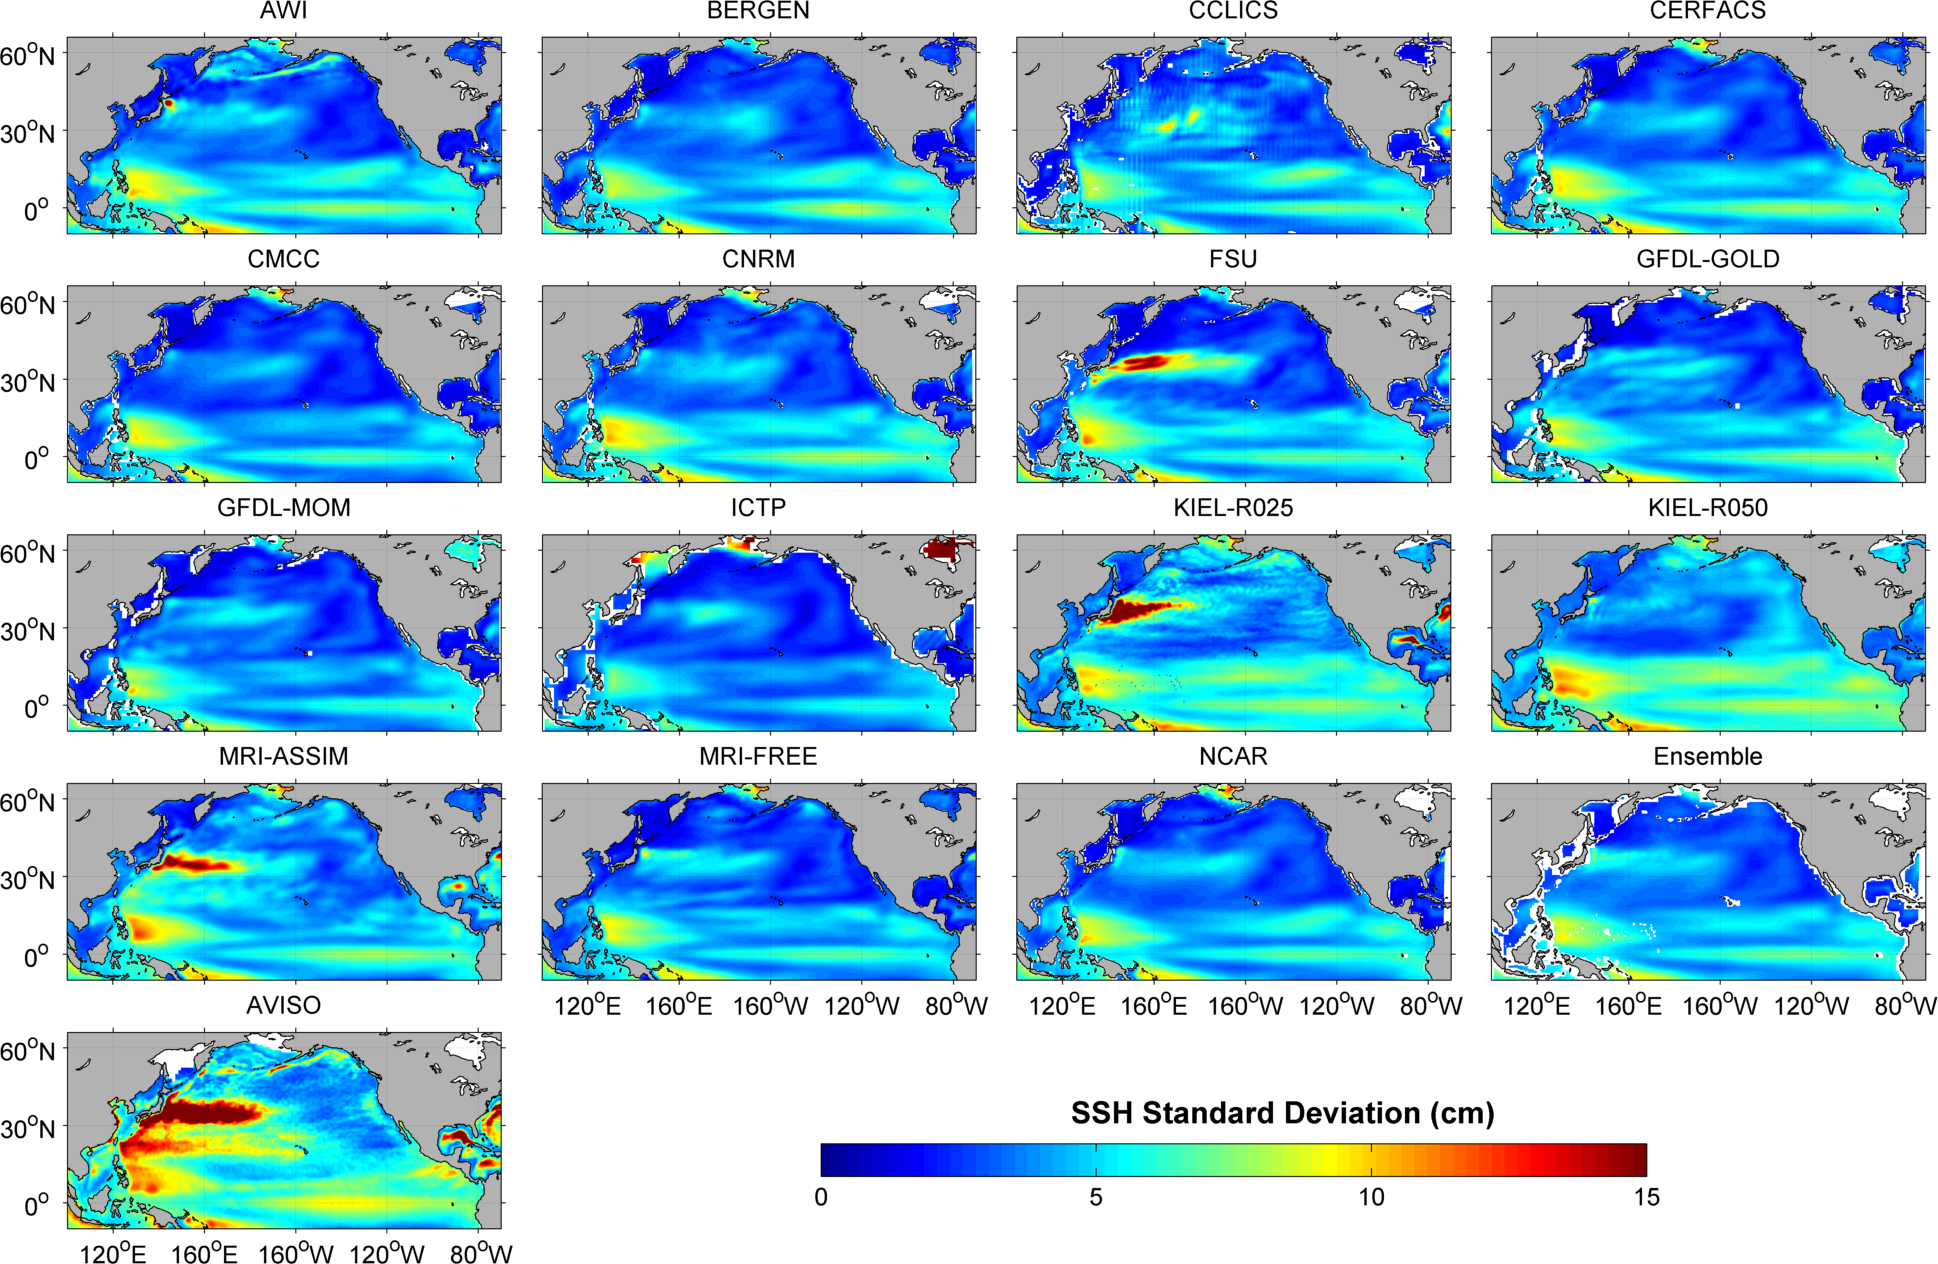 AWI BERGEN CCLICS CERFACS
60°N
30°N
0°
CMCC CNRM FSU GFDL-GOLD
60°N
30°N
0°
GFDL-MOM ICTP KIEL-R025 KIEL-R050
60°N
30°N
0°
MRI-ASSIM MRI-FREE NCAR Ensemble
60°N
30°N
0°
120°E 160°E 160°W 120°W 80°W 120°E 160°E 160°W 120°W 80°W 120°E 160°E 160°W 120°W 80°W
AVISO
60°N
30°N
0°
120°E 160°E 160°W 120°W 80°W
SSH Standard Deviation (cm)
0 5 10 15